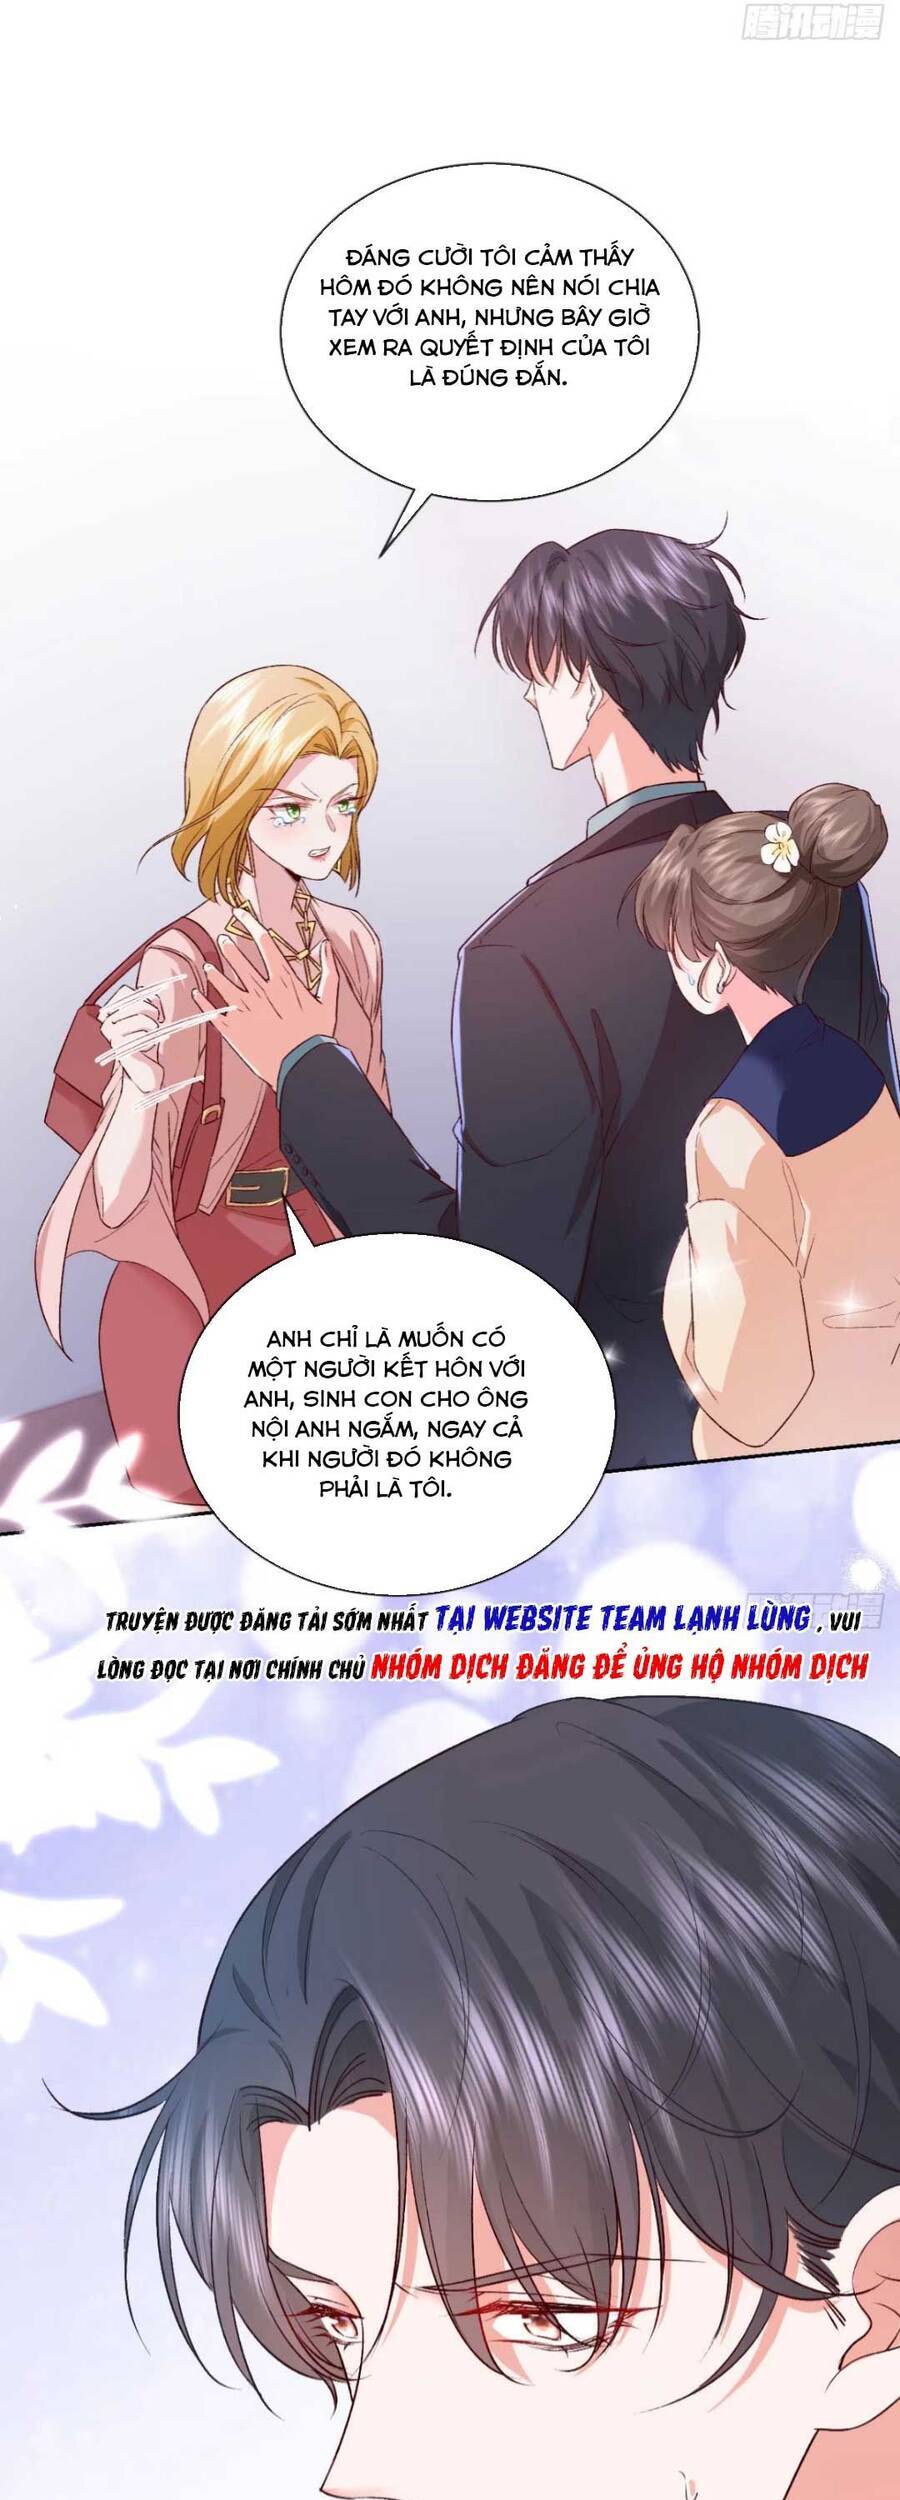 腾讯动漫
ĐÁNG CƯỜI TÔI CẢM THẤY
HÔM ĐÓ KHÔNG NÊN NÓI CHIA
TAY VỚI ANH, NHƯNG BÂY GIỜ
XEM RA QUYẾT ĐỊNH CỦA TÔI
LÀ ĐÚNG ĐẮN.
ANH CHỈ LÀ MUỐN CÓ
MỘT NGƯỜI KẾT HÔN VỚI
ANH, SINH CON CHO ÔNG
NỘI ANH NGẮM, NGAY CẢ
KHI NGƯỜI ĐÓ KHÔNG
PHẢI LÀ TÔI.
TRUYỆN ĐƯỢC ĐĂNG TẢI SỚM NHẤT TẠI WEBSITE TEAM LẠNH LÙNG , VUI
LÒNG ĐỌC TẠI NƠI CHÍNH CHỦ NHÓM DỊCH ĐĂNG ĐỂ ỦNG HỘ NHÓM DỊCH